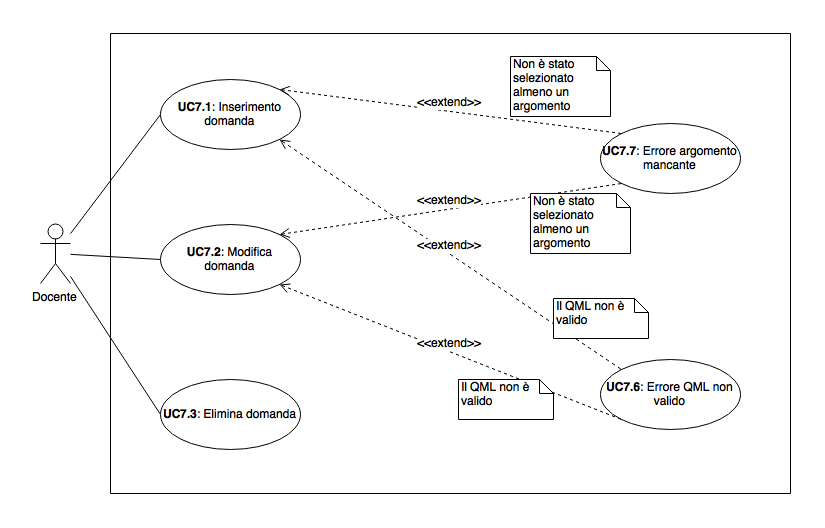 Non è stato
selezionato
almeno un
argomento
UC7.1: Inserimento
domanda
<<extend>>
UC7.7: Errore argomento
mancante
<<extend>>
Non è stato
selezionato
almeno un
argomento
UC7.2: Modifica
domanda
<<extend>>
Docente
Il QML non è
valido
<<extend>>
Il QML non è
valido
UC7.6: Errore QML non
valido
UC7.3: Elimina domanda